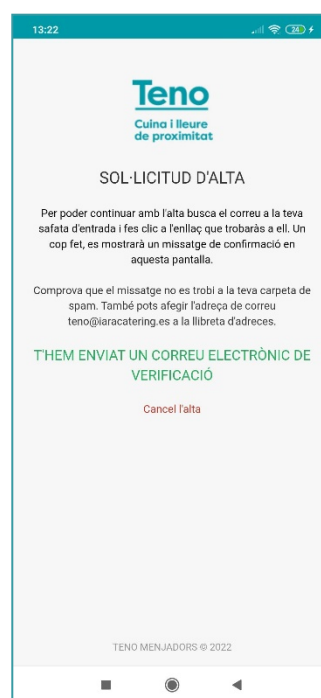 13:22
24
Teno
Cuina i lleure
de proximitat
SOL·LICITUD D'ALTA
Per poder continuar amb l'alta busca el correu a la teva
safata d'entrada i fes clic a l'enllaç que trobaràs a ell. Un
cop fet, es mostrarà un missatge de confirmació en
aquesta pantalla.
Comprova que el missatge no es trobi a la teva carpeta de
spam. També pots afegir l'adreça de correu
teno@iaracatering.es a la llibreta d'adreces.
T'HEM ENVIAT UN CORREU ELECTRÒNIC DE
VERIFICACIÓ
Cancel l'alta
TENO MENJADORS © 2022